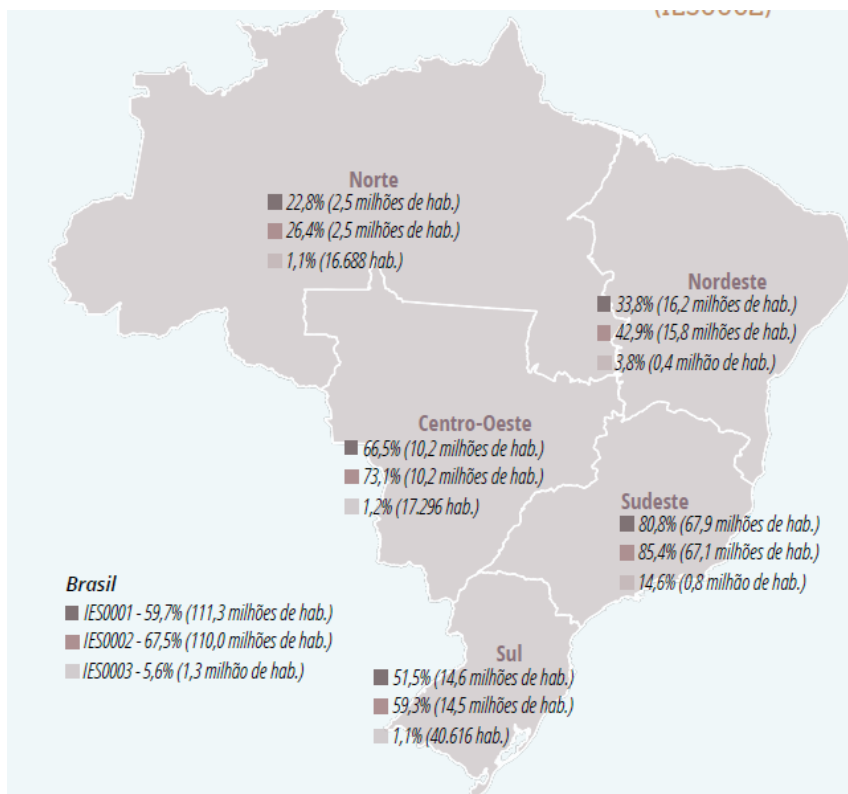 Norte
22,8% (2,5 milhões de hab.)
26,4% (2,5 milhões de hab.)
1,1% (16.688 hab.)
Nordeste
33,8% (16,2 milhões de hab.)
42,9% (15,8 milhões de hab.)
3,8% (0,4 milhão de hab.)
Centro-Oeste
66,5% (10,2 milhões de hab.)
73,1% (10,2 milhões de hab.)
1,2% (17.296 hab.)
Sudeste
80,8% (67,9 milhões de hab.)
85,4% (67,1 milhões de hab.)
14,6% (0,8 milhão de hab.)
Brasil
IES0001 - 59,7% (111,3 milhões de hab.)
IES0002 - 67,5% (110,0 milhões de hab.)
IES0003 - 5,6% (1,3 milhão de hab.)
Sul
51,5% (14,6 milhões de hab.)
59,3% (14,5 milhões de hab.)
1,1% (40.616 hab.)